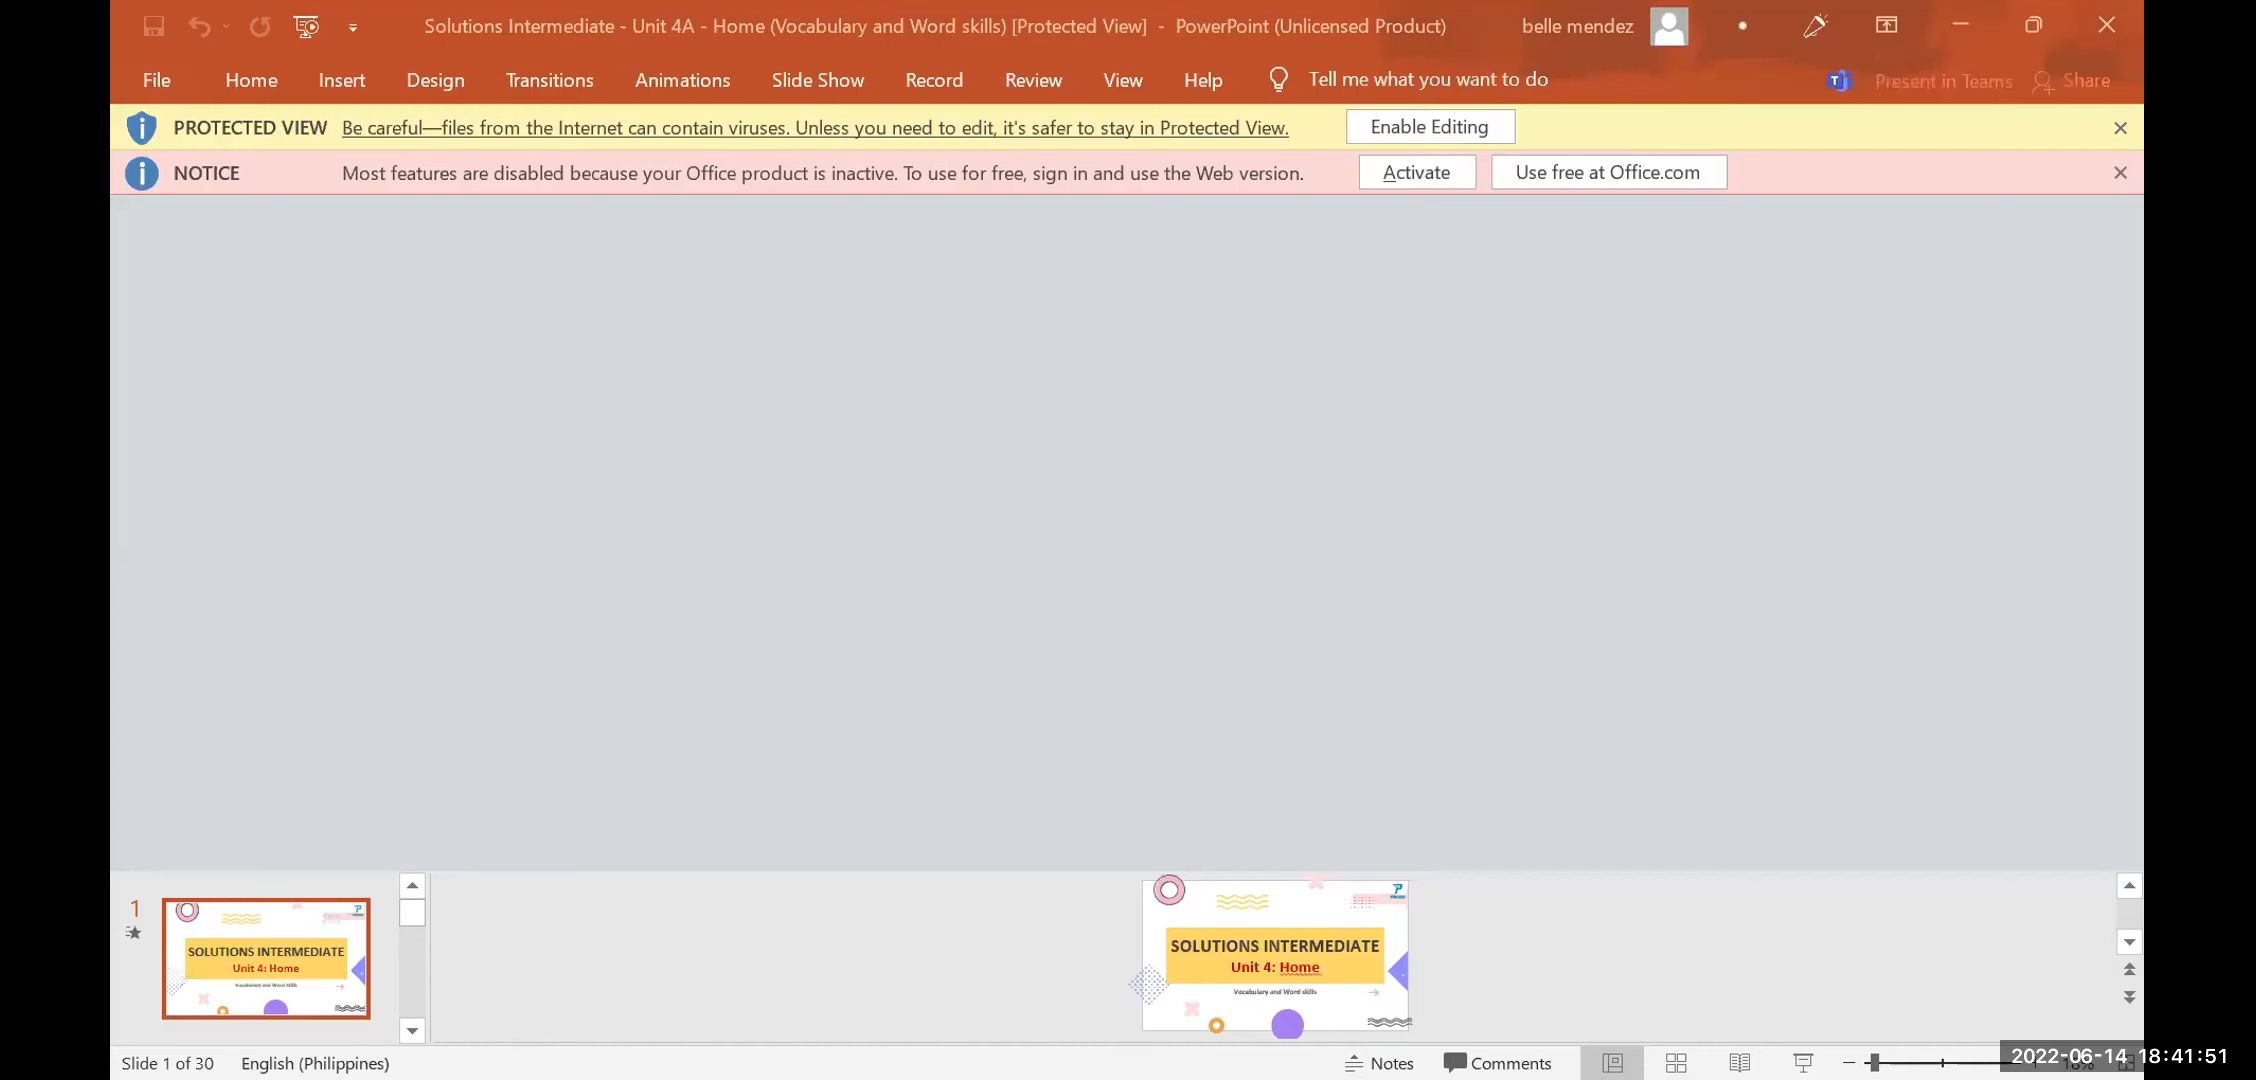 Solutions Intermediate - Unit 4A - Home (Vocabulary and Word skills) [Protected View] - PowerPoint (Unlicensed Product)
belle mendez
File Home Insert Design Transitions Animations Slide Show Record Review View Help Tell me what you want to do
Present in Teams Share
PROTECTED VIEW Be careful—files from the Internet can contain viruses. Unless you need to edit, it's safer to stay in Protected View. Enable Editing
NOTICE Most features are disabled because your Office product is inactive. To use for free, sign in and use the Web version. Activate Use free at Office.com
1
SOLUTIONS INTERMEDIATE
Unit 4: Home
Vocabulary and Word skills
SOLUTIONS INTERMEDIATE
Unit 4: Home
Vocabulary and Word skills
Slide 1 of 30 English (Philippines) Notes Comments
2022-06-14 18:41:51